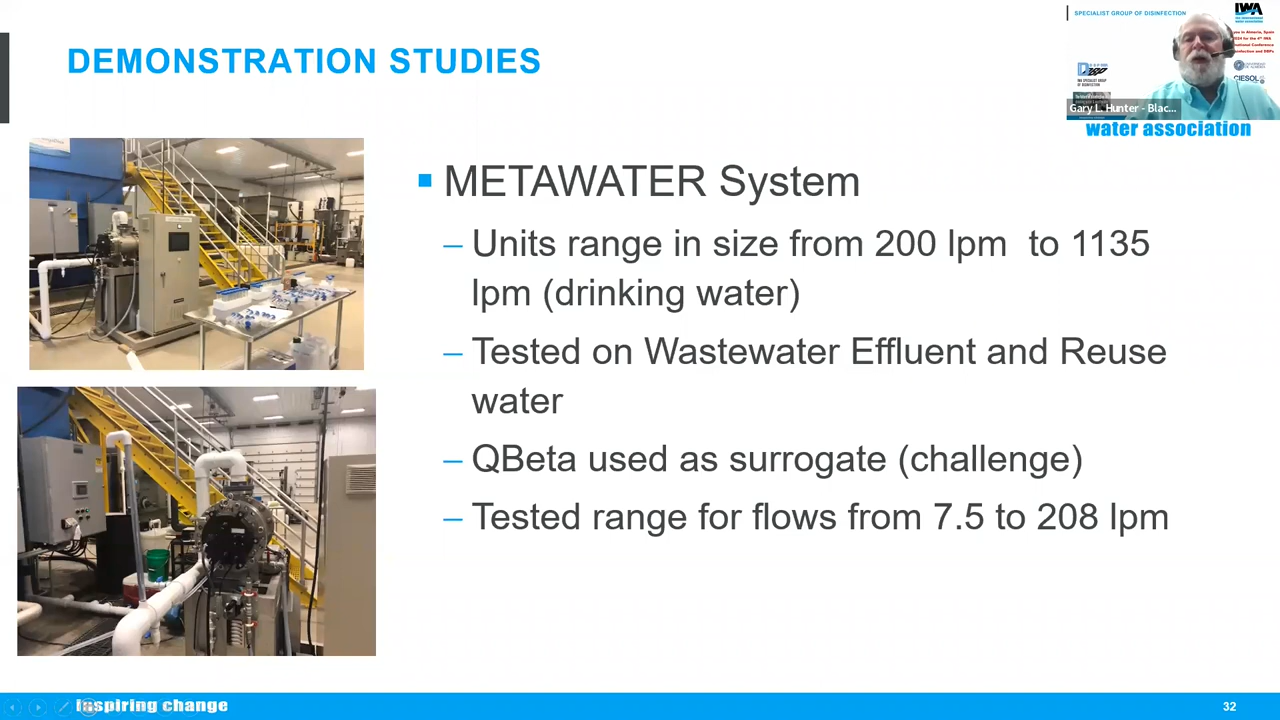 SPECIALIST GROUP OF DISINFECTION
IWA
DEMONSTRATION STUDIES
CIESOL
Gary L. Hunter - Blac...
water association
METAWATER System
– Units range in size from 200 lpm to 1135
lpm (drinking water)
– Tested on Wastewater Effluent and Reuse
water
– QBeta used as surrogate (challenge)
– Tested range for flows from 7.5 to 208 lpm
inspiring change
32